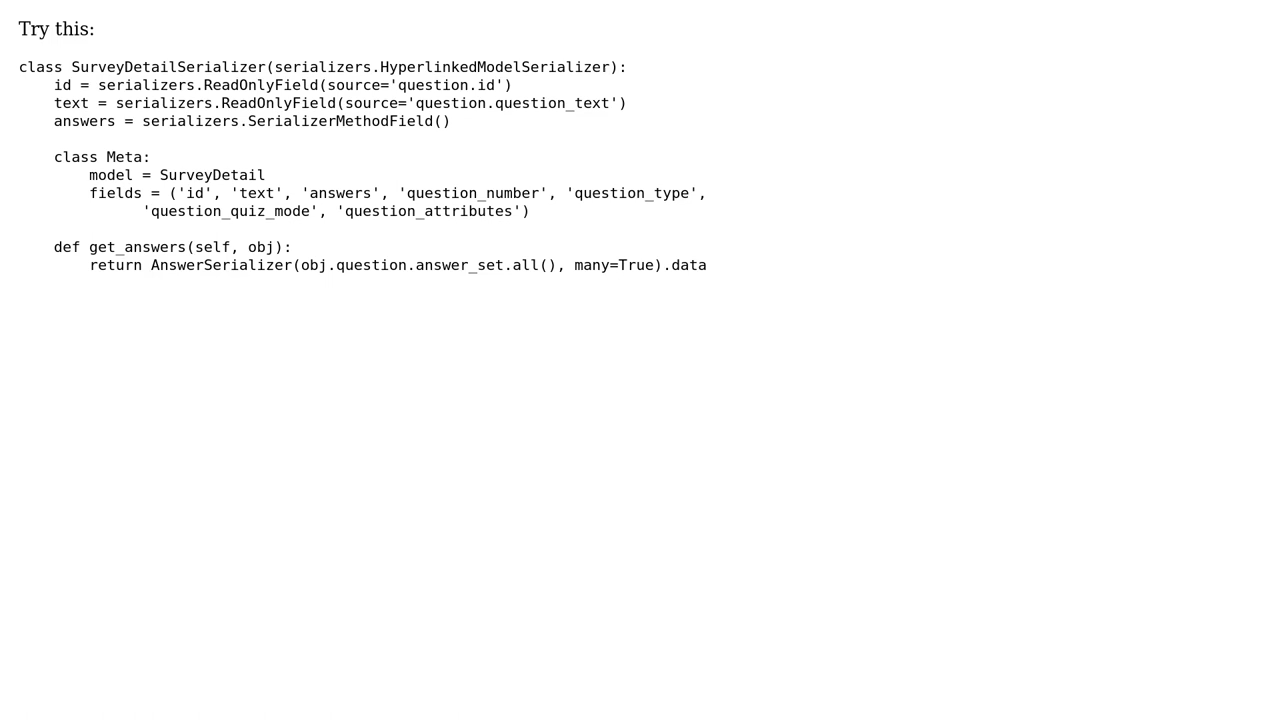 Try this:
class SurveyDetailSerializer(serializers.HyperlinkedModelSerializer):
    id = serializers.ReadOnlyField(source='question.id')
    text = serializers.ReadOnlyField(source='question.question_text')
    answers = serializers.SerializerMethodField()

    class Meta:
        model = SurveyDetail
        fields = ('id', 'text', 'answers', 'question_number', 'question_type',
              'question_quiz_mode', 'question_attributes')

    def get_answers(self, obj):
        return AnswerSerializer(obj.question.answer_set.all(), many=True).data